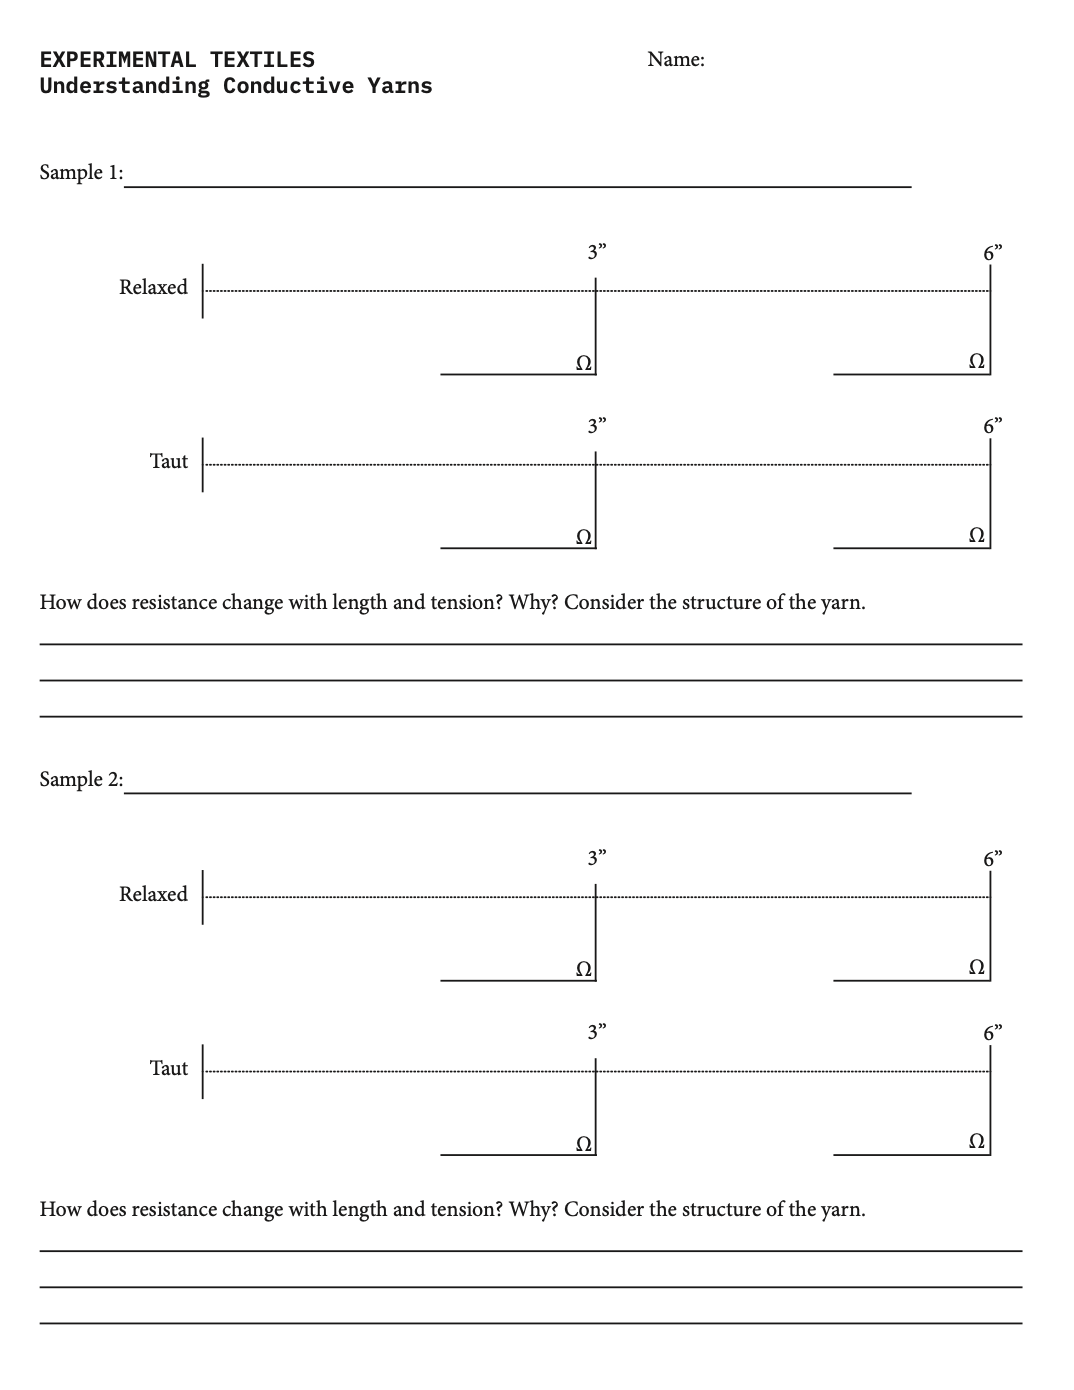 EXPERIMENTAL TEXTILES
Understanding Conductive Yarns
Name:
Sample 1:
3”
6”
Relaxed
Ω
Ω
3”
6”
Taut
Ω
Ω
How does resistance change with length and tension? Why? Consider the structure of the yarn.
Sample 2:
3”
6”
Relaxed
Ω
Ω
3”
6”
Taut
Ω
Ω
How does resistance change with length and tension? Why? Consider the structure of the yarn.